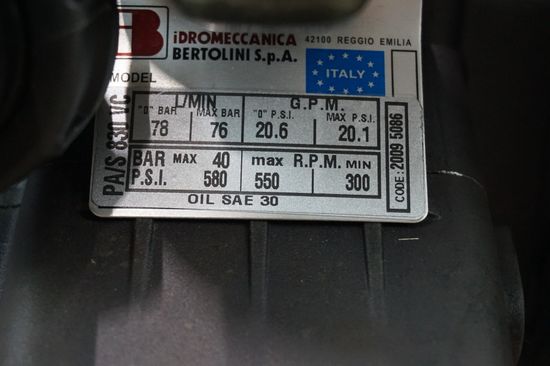 iDROMECCANICA 42100 REGGIO EMILIA
BERTOLINI S.p.A.
ITALY
MODEL
PA/S 830 VC
L/MIN G.P.M.
"0" BAR MAX BAR "0" P.S.I. MAX P.S.I.
78 76 20.6 20.1
BAR MAX 40 max R.P.M. MIN
P.S.I. 580 550 300
OIL SAE 30
CODE: 2009 5086